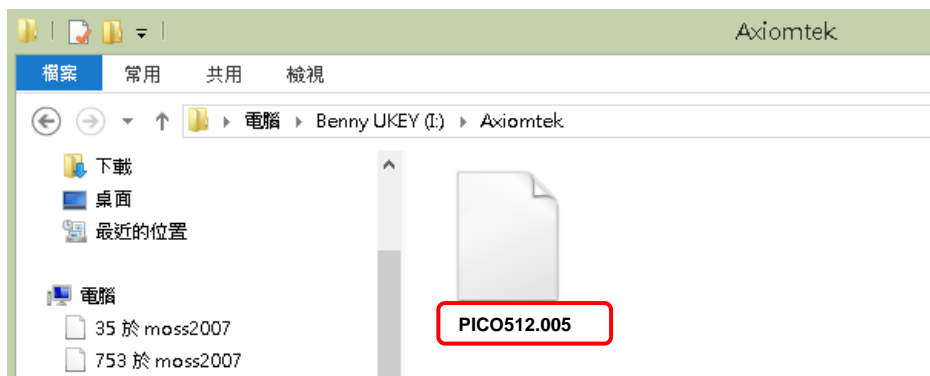 Axiomtek
檔案 常用 共用 檢視
電腦 Benny UKEY (I:) Axiomtek
下載
桌面
最近的位置
電腦
35 於 moss2007
753 於 moss2007
PICO512.005